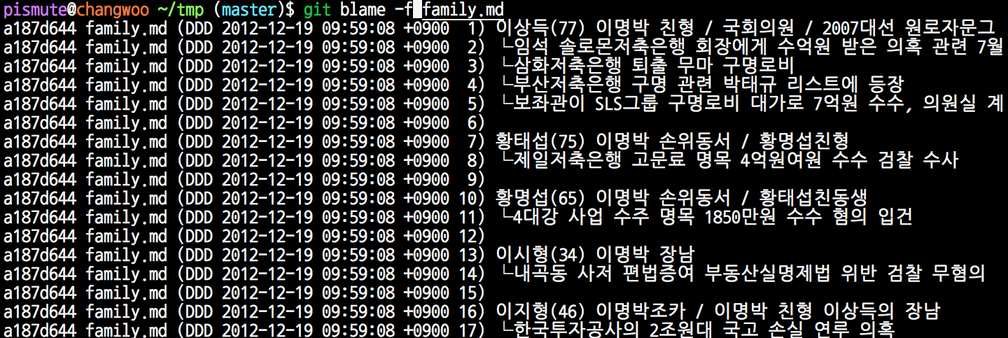 pismute@changwoo ~/tmp (master)$ git blame -f family.md
a187d644 family.md (DDD 2012-12-19 09:59:08 +0900  1) 이상득(77) 이명박 친형 / 국회의원 / 2007대선 원로자문그
a187d644 family.md (DDD 2012-12-19 09:59:08 +0900  2) └임석 솔로몬저축은행 회장에게 수억원 받은 의혹 관련 7월
a187d644 family.md (DDD 2012-12-19 09:59:08 +0900  3) └삼화저축은행 퇴출 무마 구명로비
a187d644 family.md (DDD 2012-12-19 09:59:08 +0900  4) └부산저축은행 구명 관련 박태규 리스트에 등장
a187d644 family.md (DDD 2012-12-19 09:59:08 +0900  5) └보좌관이 SLS그룹 구명로비 대가로 7억원 수수, 의원실 계
a187d644 family.md (DDD 2012-12-19 09:59:08 +0900  6)
a187d644 family.md (DDD 2012-12-19 09:59:08 +0900  7) 황태섭(75) 이명박 손위동서 / 황명섭친형
a187d644 family.md (DDD 2012-12-19 09:59:08 +0900  8) └제일저축은행 고문료 명목 4억원여원 수수 검찰 수사
a187d644 family.md (DDD 2012-12-19 09:59:08 +0900  9)
a187d644 family.md (DDD 2012-12-19 09:59:08 +0900 10) 황명섭(65) 이명박 손위동서 / 황태섭친동생
a187d644 family.md (DDD 2012-12-19 09:59:08 +0900 11) └4대강 사업 수주 명목 1850만원 수수 혐의 입건
a187d644 family.md (DDD 2012-12-19 09:59:08 +0900 12)
a187d644 family.md (DDD 2012-12-19 09:59:08 +0900 13) 이시형(34) 이명박 장남
a187d644 family.md (DDD 2012-12-19 09:59:08 +0900 14) └내곡동 사저 편법증여 부동산실명제법 위반 검찰 무혐의
a187d644 family.md (DDD 2012-12-19 09:59:08 +0900 15)
a187d644 family.md (DDD 2012-12-19 09:59:08 +0900 16) 이지형(46) 이명박조카 / 이명박 친형 이상득의 장남
a187d644 family.md (DDD 2012-12-19 09:59:08 +0900 17) └한국투자공사의 2조원대 국고 손실 연루 의혹